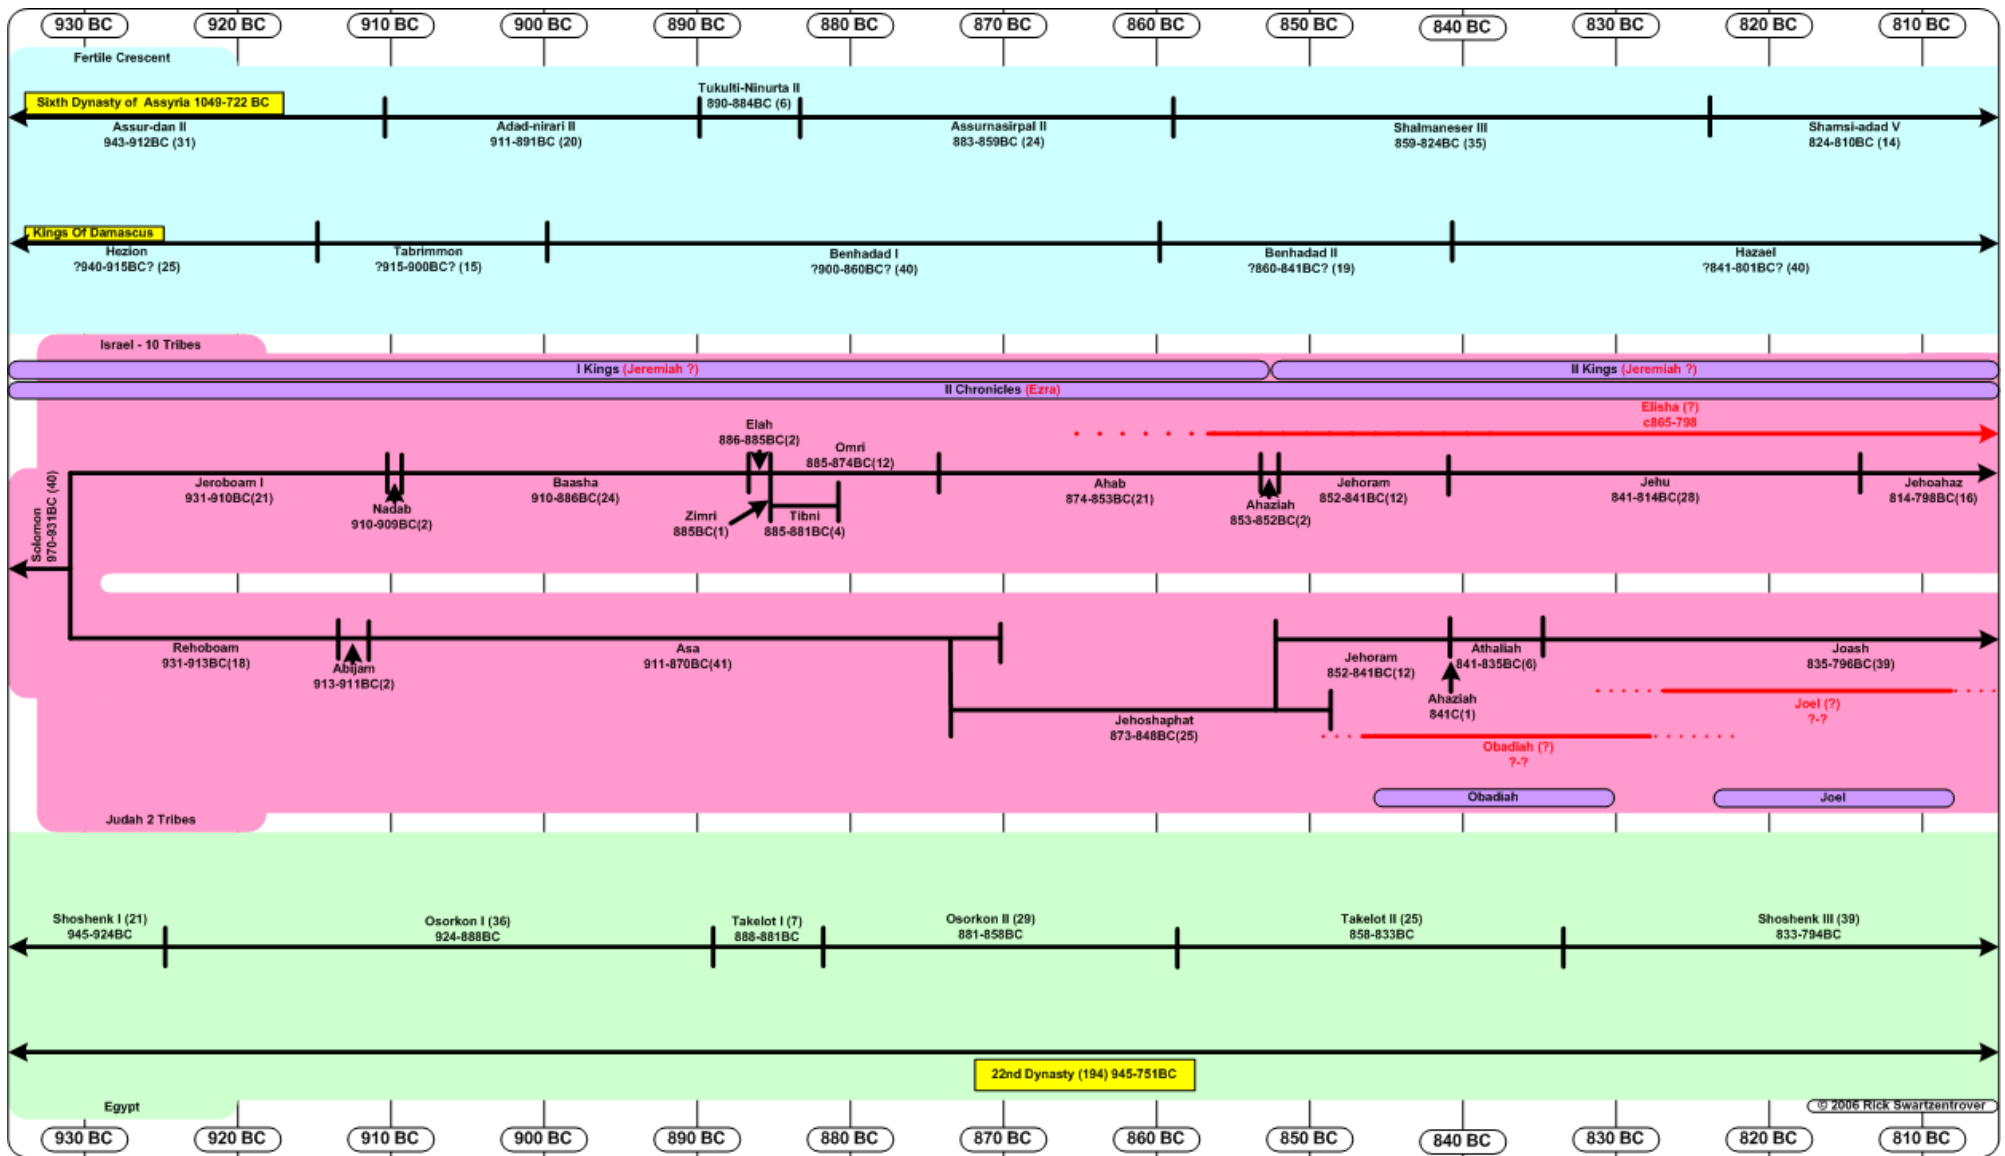 930 BC 920 BC 910 BC 900 BC 890 BC 880 BC 870 BC 860 BC 850 BC 840 BC 830 BC 820 BC 810 BC
Fertile Crescent
Sixth Dynasty of Assyria 1049-722 BC
Assur-dan II
943-912BC (31)
Adad-nirari II
911-891BC (20)
Tukulti-Ninurta II
890-884BC (6)
Assurnasirpal II
883-859BC (24)
Shalmaneser III
859-824BC (35)
Shamsi-adad V
824-810BC (14)
Kings Of Damascus
Hezion
?940-915BC? (25)
Tabrimmon
?915-900BC? (15)
Benhadad I
?900-860BC? (40)
Benhadad II
?860-841BC? (19)
Hazael
?841-801BC? (40)
Israel - 10 Tribes
I Kings (Jeremiah ?)
II Kings (Jeremiah ?)
II Chronicles (Ezra)
Elisha (?)
c865-798
Solomon
970-931BC (40)
Jeroboam I
931-910BC(21)
Nadab
910-909BC(2)
Baasha
910-886BC(24)
Elah
886-885BC(2)
Zimri
885BC(1)
Omri
885-874BC(12)
Tibni
885-881BC(4)
Ahab
874-853BC(21)
Ahaziah
853-852BC(2)
Jehoram
852-841BC(12)
Jehu
841-814BC(28)
Jehoahaz
814-798BC(16)
Rehoboam
931-913BC(18)
Abijam
913-911BC(2)
Asa
911-870BC(41)
Jehoshaphat
873-848BC(25)
Jehoram
852-841BC(12)
Ahaziah
841C(1)
Athaliah
841-835BC(6)
Joash
835-796BC(39)
Joel (?)
?-?
Obadiah (?)
?-?
Obadiah
Joel
Judah 2 Tribes
Shoshenk I (21)
945-924BC
Osorkon I (36)
924-888BC
Takelot I (7)
888-881BC
Osorkon II (29)
881-858BC
Takelot II (25)
858-833BC
Shoshenk III (39)
833-794BC
22nd Dynasty (194) 945-751BC
Egypt
© 2006 Rick Swartzentrover
930 BC 920 BC 910 BC 900 BC 890 BC 880 BC 870 BC 860 BC 850 BC 840 BC 830 BC 820 BC 810 BC